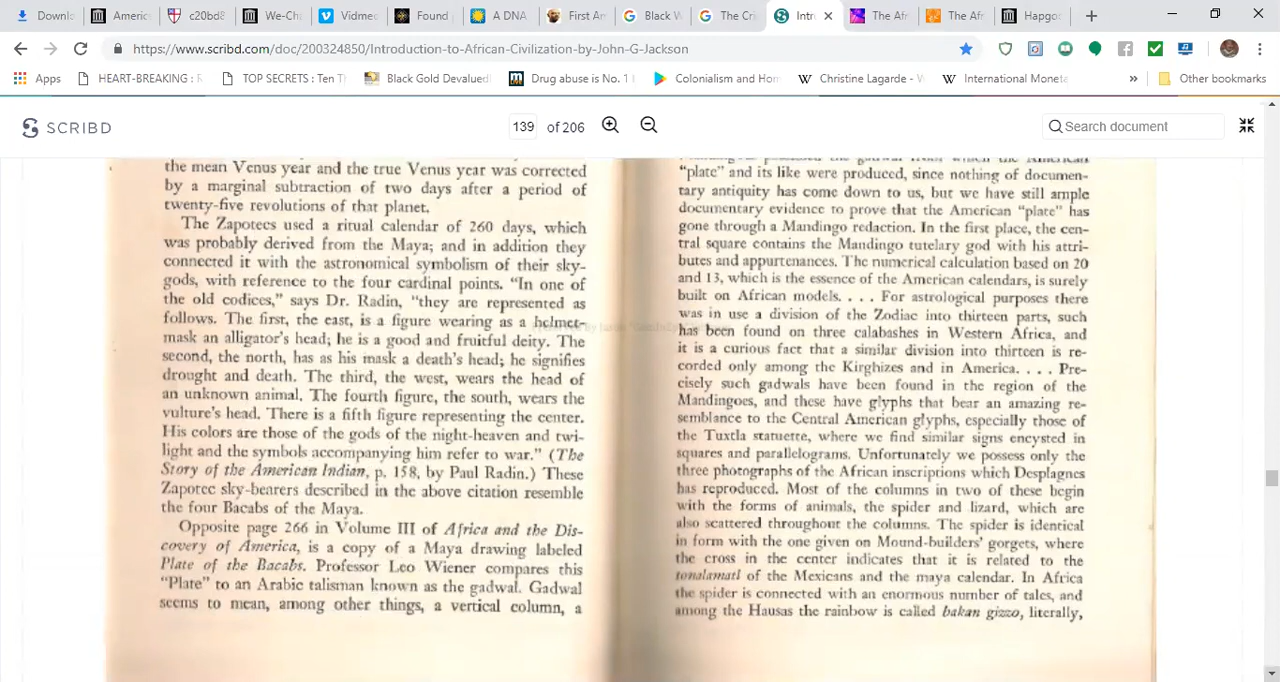 Downlo
Americ
c20bd8
We-Chi
Vidmee
Found
A DNA
First Am
Black W
The Cri
Intro
The Afr
The Afr
Hapgoo
https://www.scribd.com/doc/200324850/Introduction-to-African-Civilization-by-John-G-Jackson
Apps
HEART-BREAKING : R
TOP SECRETS : Ten Th
Black Gold Devalued
Drug abuse is No. 1
Colonialism and Hom
Christine Lagarde - W
International Moneta
»
Other bookmarks
SCRIBD
139 of 206
Search document
the mean Venus year and the true Venus year was corrected
by a marginal subtraction of two days after a period of
twenty-five revolutions of that planet.
The Zapotecs used a ritual calendar of 260 days, which
was probably derived from the Maya; and in addition they
connected it with the astronomical symbolism of their sky-
gods, with reference to the four cardinal points. “In one of
the old codices,” says Dr. Radin, “they are represented as
follows. The first, the east, is a figure wearing as a helmet-
mask an alligator's head; he is a good and fruitful deity. The
second, the north, has as his mask a death's head; he signifies
drought and death. The third, the west, wears the head of
an unknown animal. The fourth figure, the south, wears the
vulture's head. There is a fifth figure representing the center.
His colors are those of the gods of the night-heaven and twi-
light and the symbols accompanying him refer to war.” (The
Story of the American Indian, p. 158, by Paul Radin.) These
Zapotec sky-bearers described in the above citation resemble
the four Bacabs of the Maya.
Opposite page 266 in Volume III of Africa and the Dis-
covery of America, is a copy of a Maya drawing labeled
Plate of the Bacabs. Professor Leo Wiener compares this
“Plate” to an Arabic talisman known as the gadwal. Gadwal
seems to mean, among other things, a vertical column, a
the gadwal from which the American
“plate” and its like were produced, since nothing of documen-
tary antiquity has come down to us, but we have still ample
documentary evidence to prove that the American “plate” has
gone through a Mandingo redaction. In the first place, the cen-
tral square contains the Mandingo tutelary god with his attri-
butes and appurtenances. The numerical calculation based on 20
and 13, which is the essence of the American calendars, is surely
built on African models. . . . For astrological purposes there
was in use a division of the Zodiac into thirteen parts, such
has been found on three calabashes in Western Africa, and
it is a curious fact that a similar division into thirteen is re-
corded only among the Kirghizes and in America. . . . Pre-
cisely such gadwals have been found in the region of the
Mandingoes, and these have glyphs that bear an amazing re-
semblance to the Central American glyphs, especially those of
the Tuxtla statuette, where we find similar signs encysted in
squares and parallelograms. Unfortunately we possess only the
three photographs of the African inscriptions which Desplagnes
has reproduced. Most of the columns in two of these begin
with the forms of animals, the spider and lizard, which are
also scattered throughout the columns. The spider is identical
in form with the one given on Mound-builders' gorgets, where
the cross in the center indicates that it is related to the
tonalamatl of the Mexicans and the maya calendar. In Africa
the spider is connected with an enormous number of tales, and
among the Hausas the rainbow is called bakan gizzo, literally,